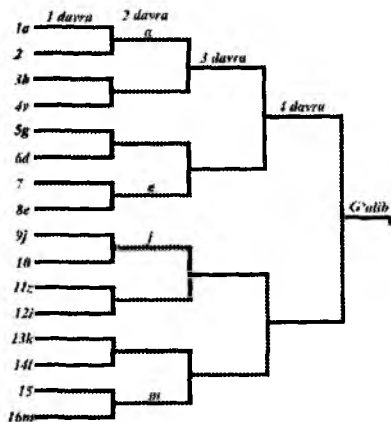 1 davra
2 davra
3 davra
4 davra
G'olib
1a
2
3b
4v
5g
6d
7
8e
9j
10
11z
12i
13k
14l
15
16m
a
e
j
m